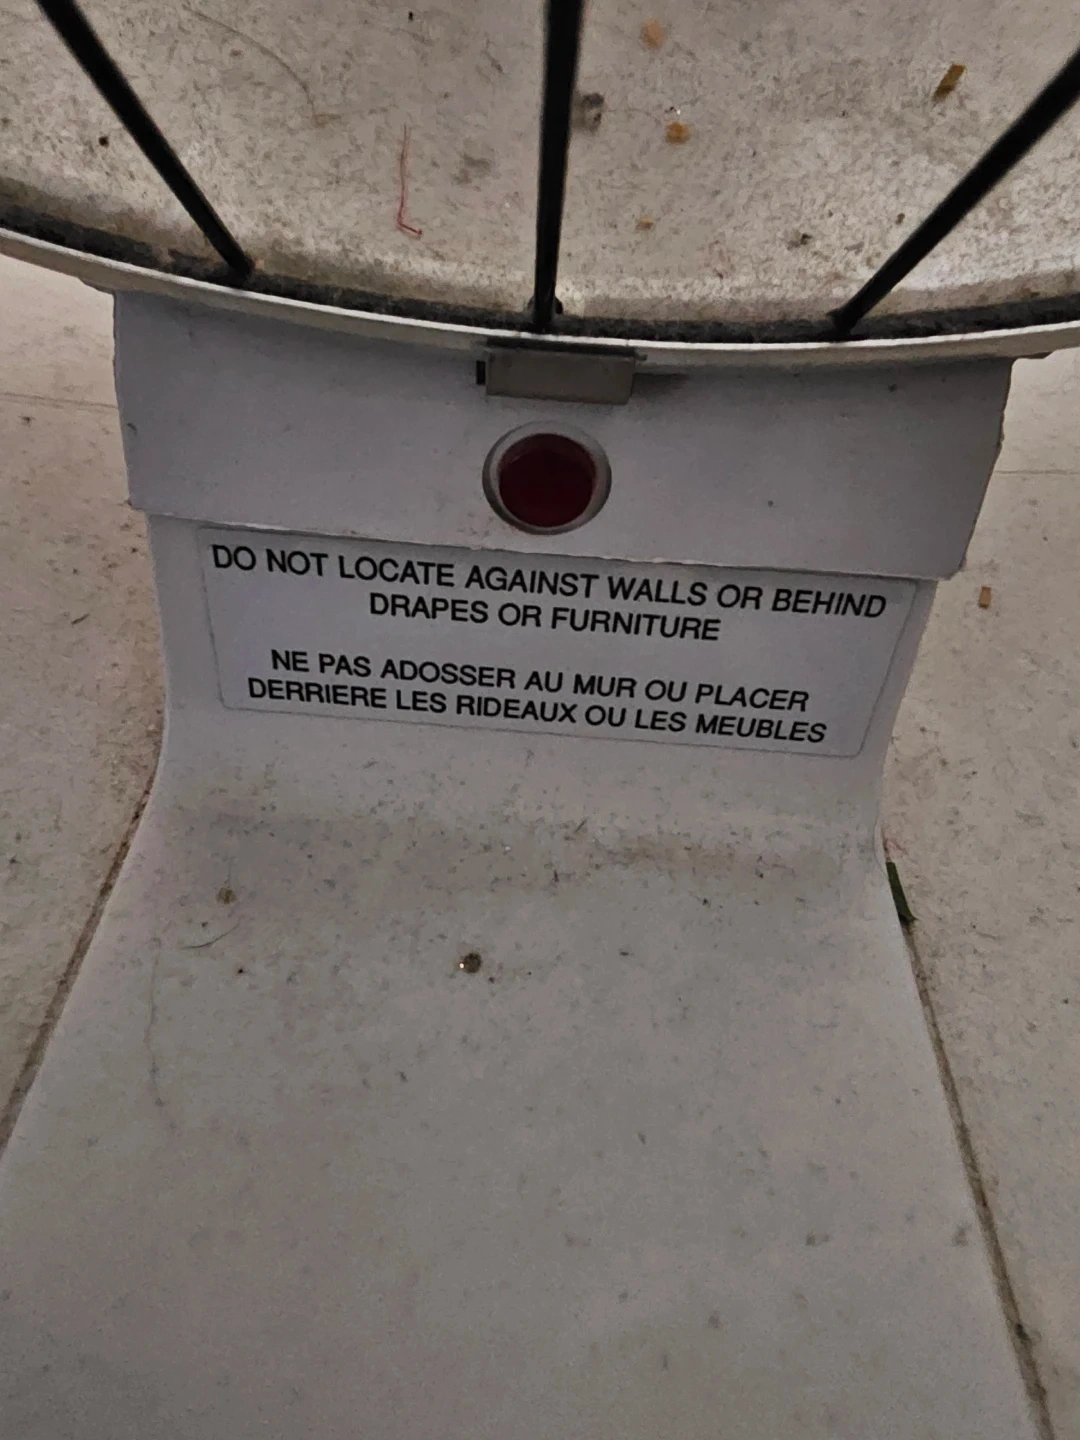 DO NOT LOCATE AGAINST WALLS OR BEHIND
DRAPES OR FURNITURE
NE PAS ADOSSER AU MUR OU PLACER
DERRIERE LES RIDEAUX OU LES MEUBLES